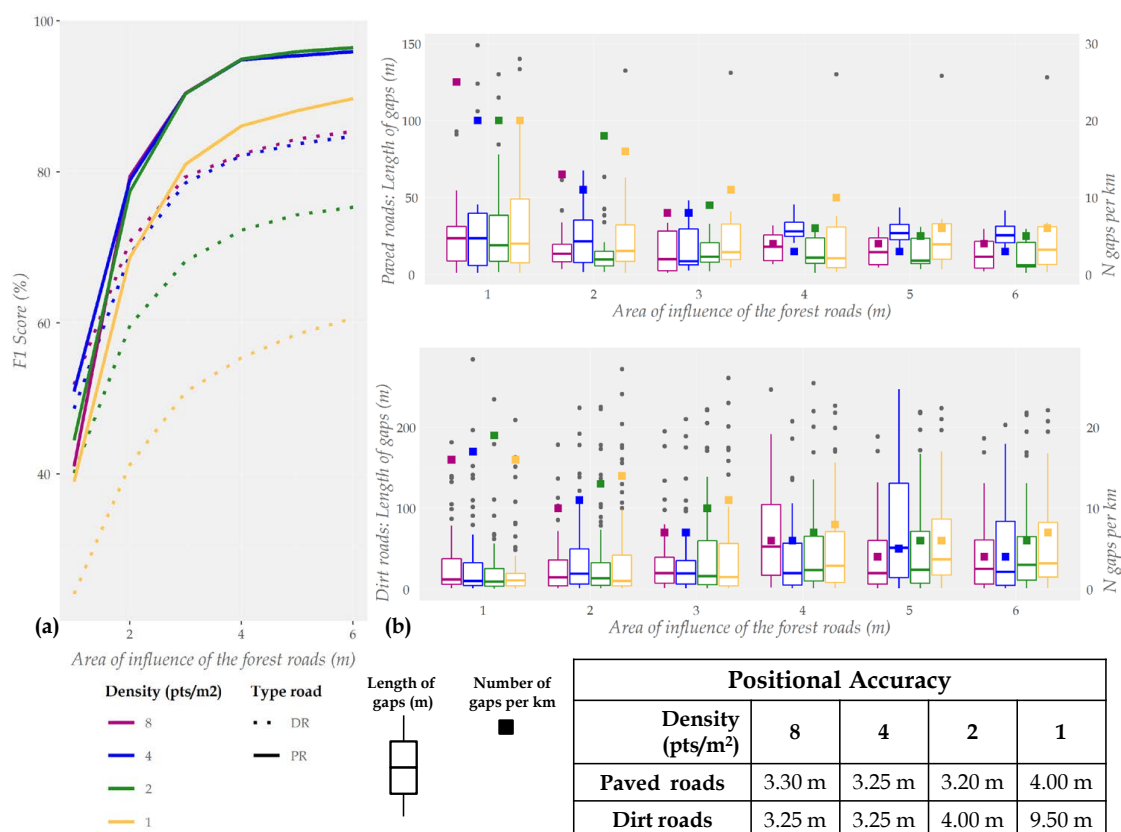 100
80
60
40
F1 Score (%)
2
4
6
(a)
Area of influence of the forest roads (m)
150
100
50
0
Paved roads: Length of gaps (m)
30
20
10
0
N gaps per km
1
2
3
4
5
6
Area of influence of the forest roads (m)
200
100
0
Dirt roads: Length of gaps (m)
20
10
0
N gaps per km
1
2
3
4
5
6
(b)
Area of influence of the forest roads (m)
Density (pts/m2)
8
4
2
1
Type road
DR
PR
Length of
gaps (m)
Number of
gaps per km
Positional Accuracy
Density
(pts/m²) 8 4 2 1
Paved roads 3.30 m 3.25 m 3.20 m 4.00 m
Dirt roads 3.25 m 3.25 m 4.00 m 9.50 m